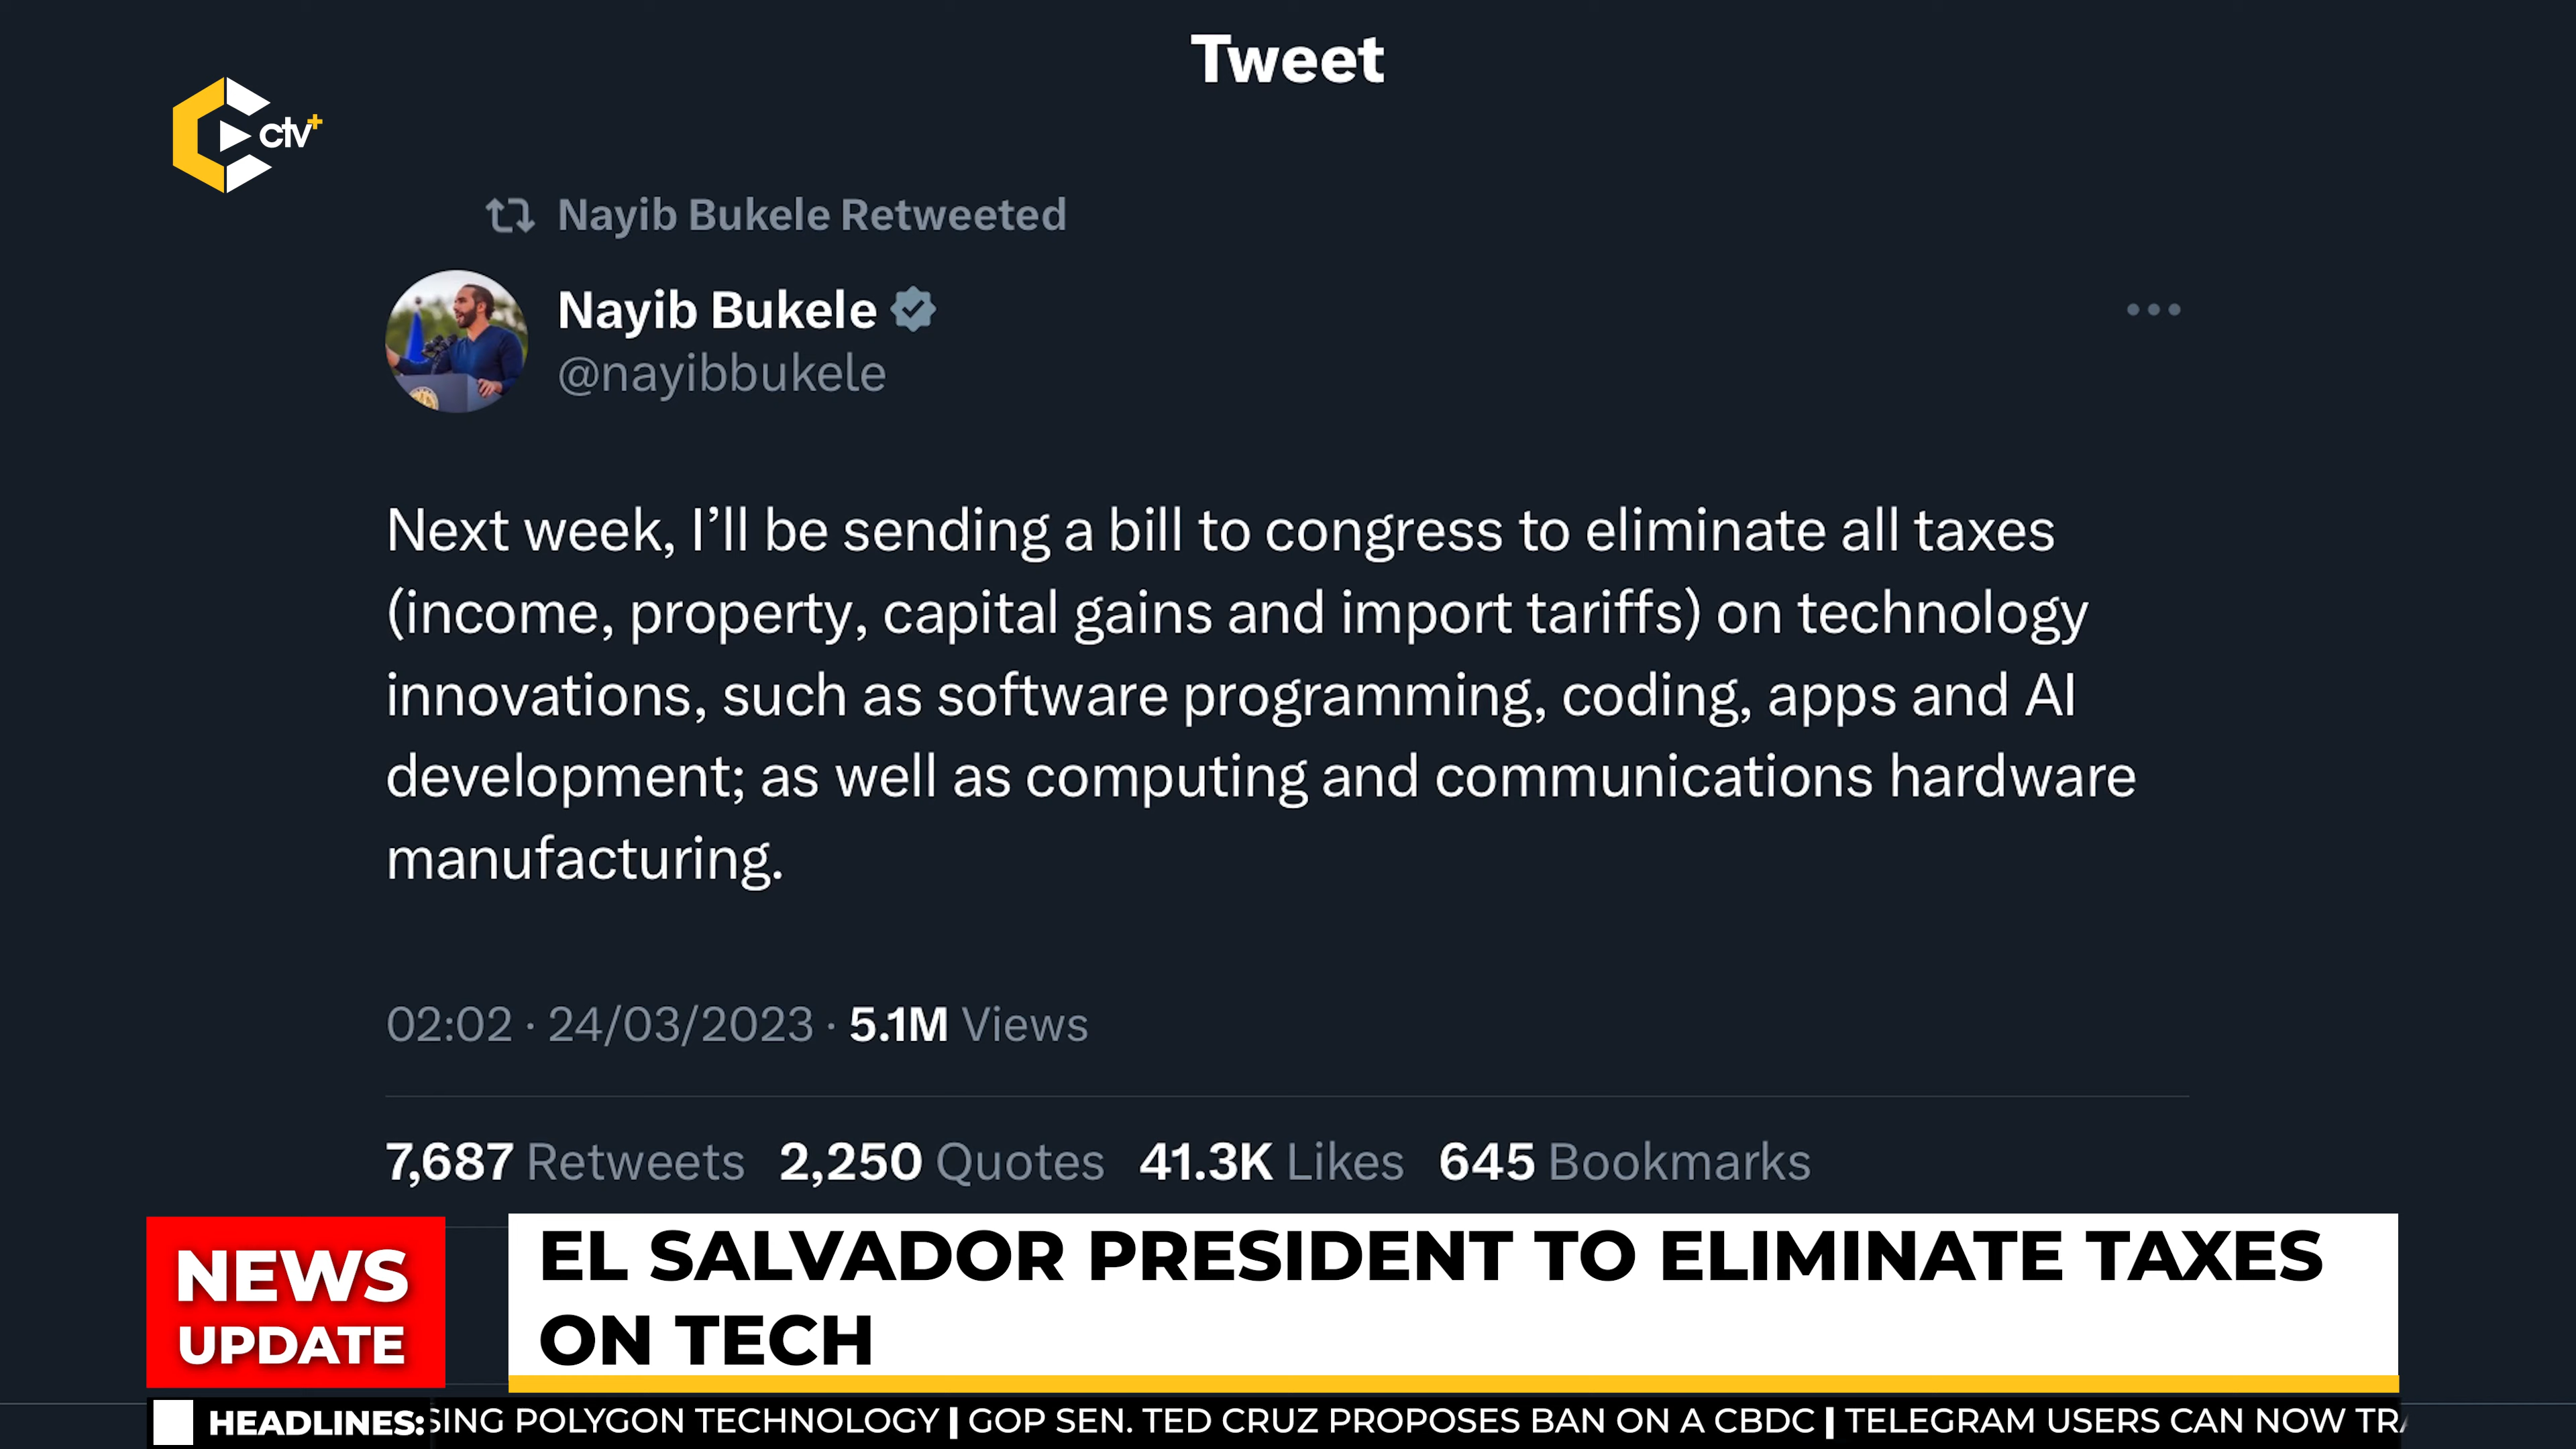 Tweet
ctv+
Nayib Bukele Retweeted
Nayib Bukele
@nayibbukele
Next week, I’ll be sending a bill to congress to eliminate all taxes
(income, property, capital gains and import tariffs) on technology
innovations, such as software programming, coding, apps and AI
development; as well as computing and communications hardware
manufacturing.
02:02 · 24/03/2023 · 5.1M Views
7,687 Retweets 2,250 Quotes 41.3K Likes 645 Bookmarks
NEWS
UPDATE
EL SALVADOR PRESIDENT TO ELIMINATE TAXES
ON TECH
HEADLINES: SING POLYGON TECHNOLOGY | GOP SEN. TED CRUZ PROPOSES BAN ON A CBDC | TELEGRAM USERS CAN NOW TR